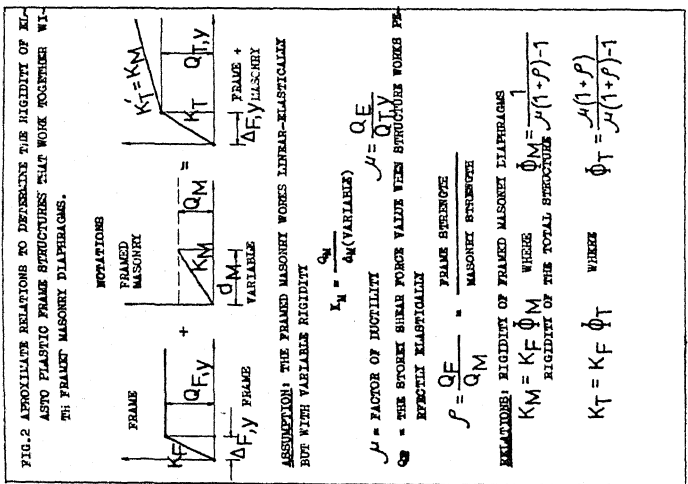 FIG.2 APROXIMATE RELATIONS TO DETERMINE THE RIGIDITY OF EL-
ASTO PLASTIC FRAME STRUCTURES THAT WORK TOGETHER WI-
TH FRAMED MASONRY DIAPHRAGMS.
NOTATIONS
FRAME
K_F
Q_F,y
Δ_F,y FRAME
+
FRAMED
MASONRY
K_M
Q_M
d_M =
VARIABLE
=
K'_T = K_M
K_T
Q_T,y
Δ_F,y
FRAME +
MASONRY
ASSUMPTION: THE FRAMED MASONRY WORKS LINEAR-ELASTICALLY
BUT WITH VARIABLE RIGIDITY
K_M = Q_M / d_M (VARIABLE)
μ = FACTOR OF DUCTILITY μ = Q_E / Q_T,y
Q_E = THE STOREY SHEAR FORCE VALUE WHEN STRUCTURE WORKS PE-
RFECTLY ELASTICALLY
ρ = Q_F / Q_M = FRAME STRENGTH / MASONRY STRENGTH
RELATIONS: RIGIDITY OF FRAMED MASONRY DIAPHRAGMS
K_M = K_F Φ_M WHERE Φ_M = 1 / μ(1+ρ)-1
RIGIDITY OF THE TOTAL STRUCTURE
K_T = K_F Φ_T WHERE Φ_T = μ(1+ρ) / μ(1+ρ)-1